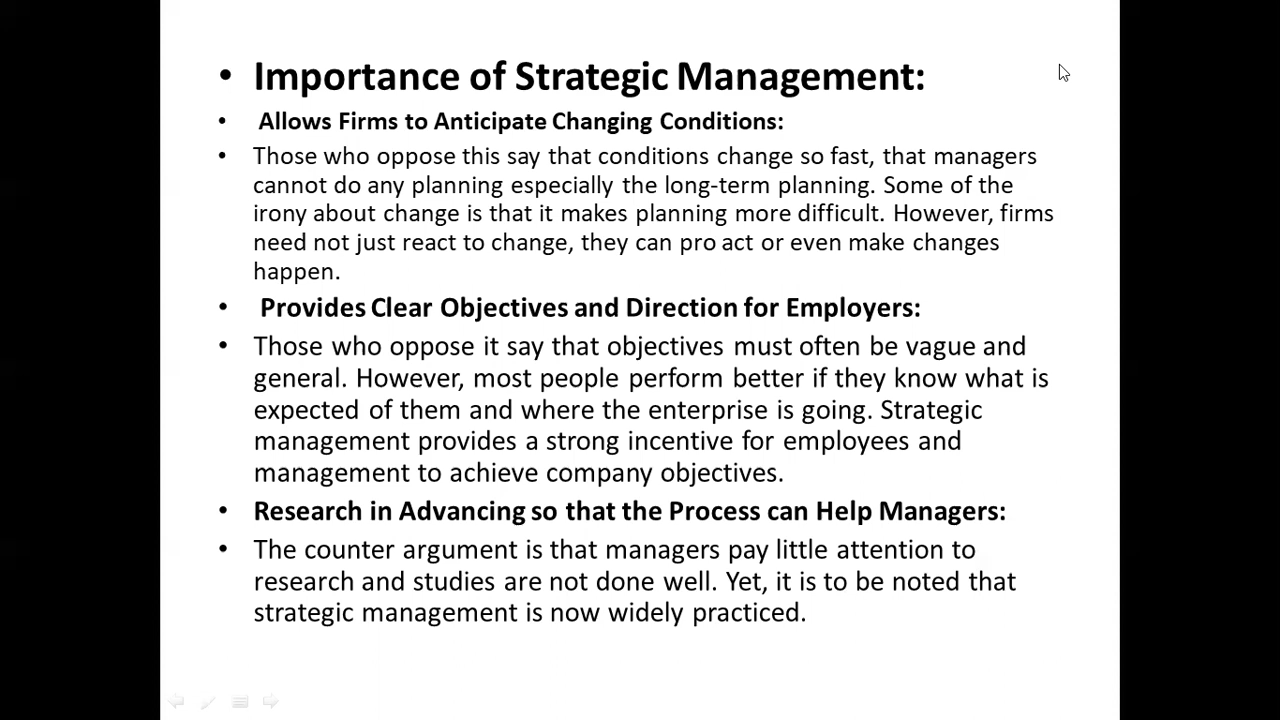 • Importance of Strategic Management:
• Allows Firms to Anticipate Changing Conditions:
• Those who oppose this say that conditions change so fast, that managers
cannot do any planning especially the long-term planning. Some of the
irony about change is that it makes planning more difficult. However, firms
need not just react to change, they can pro act or even make changes
happen.
• Provides Clear Objectives and Direction for Employers:
• Those who oppose it say that objectives must often be vague and
general. However, most people perform better if they know what is
expected of them and where the enterprise is going. Strategic
management provides a strong incentive for employees and
management to achieve company objectives.
• Research in Advancing so that the Process can Help Managers:
• The counter argument is that managers pay little attention to
research and studies are not done well. Yet, it is to be noted that
strategic management is now widely practiced.